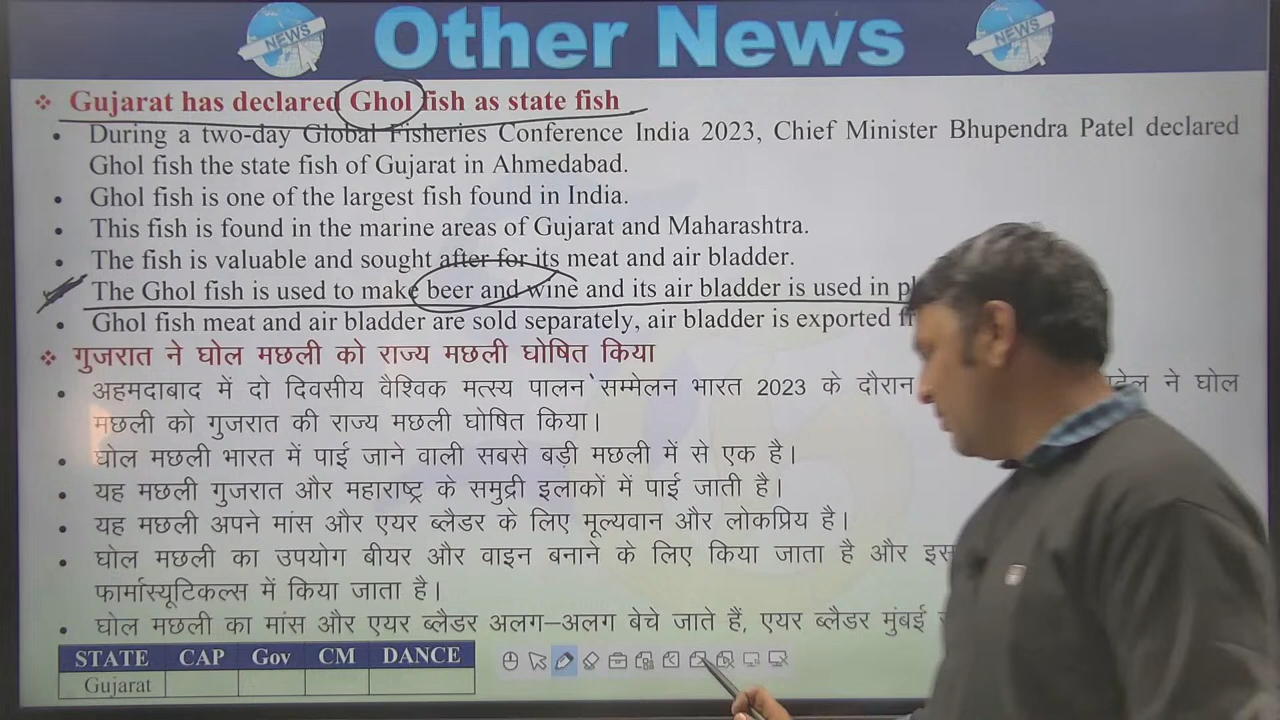 NEWS Other News NEWS
❖ Gujarat has declared Ghol fish as state fish
• During a two-day Global Fisheries Conference India 2023, Chief Minister Bhupendra Patel declared
Ghol fish the state fish of Gujarat in Ahmedabad.
• Ghol fish is one of the largest fish found in India.
• This fish is found in the marine areas of Gujarat and Maharashtra.
• The fish is valuable and sought after for its meat and air bladder.
• The Ghol fish is used to make beer and wine and its air bladder is used in
• Ghol fish meat and air bladder are sold separately, air bladder is exported
❖ गुजरात ने घोल मछली को राज्य मछली घोषित किया
• अहमदाबाद में दो दिवसीय वैश्विक मत्स्य पालन सम्मेलन भारत 2023 के दौरान ने घोल
मछली को गुजरात की राज्य मछली घोषित किया।
• घोल मछली भारत में पाई जाने वाली सबसे बड़ी मछली में से एक है।
• यह मछली गुजरात और महाराष्ट्र के समुद्री इलाकों में पाई जाती है।
• यह मछली अपने मांस और एयर ब्लैडर के लिए मूल्यवान और लोकप्रिय है।
• घोल मछली का उपयोग बीयर और वाइन बनाने के लिए किया जाता है और
फार्मास्यूटिकल्स में किया जाता है।
• घोल मछली का मांस और एयर ब्लैडर अलग–अलग बेचे जाते हैं, एयर ब्लैडर मुंबई
STATE CAP Gov CM DANCE
Gujarat